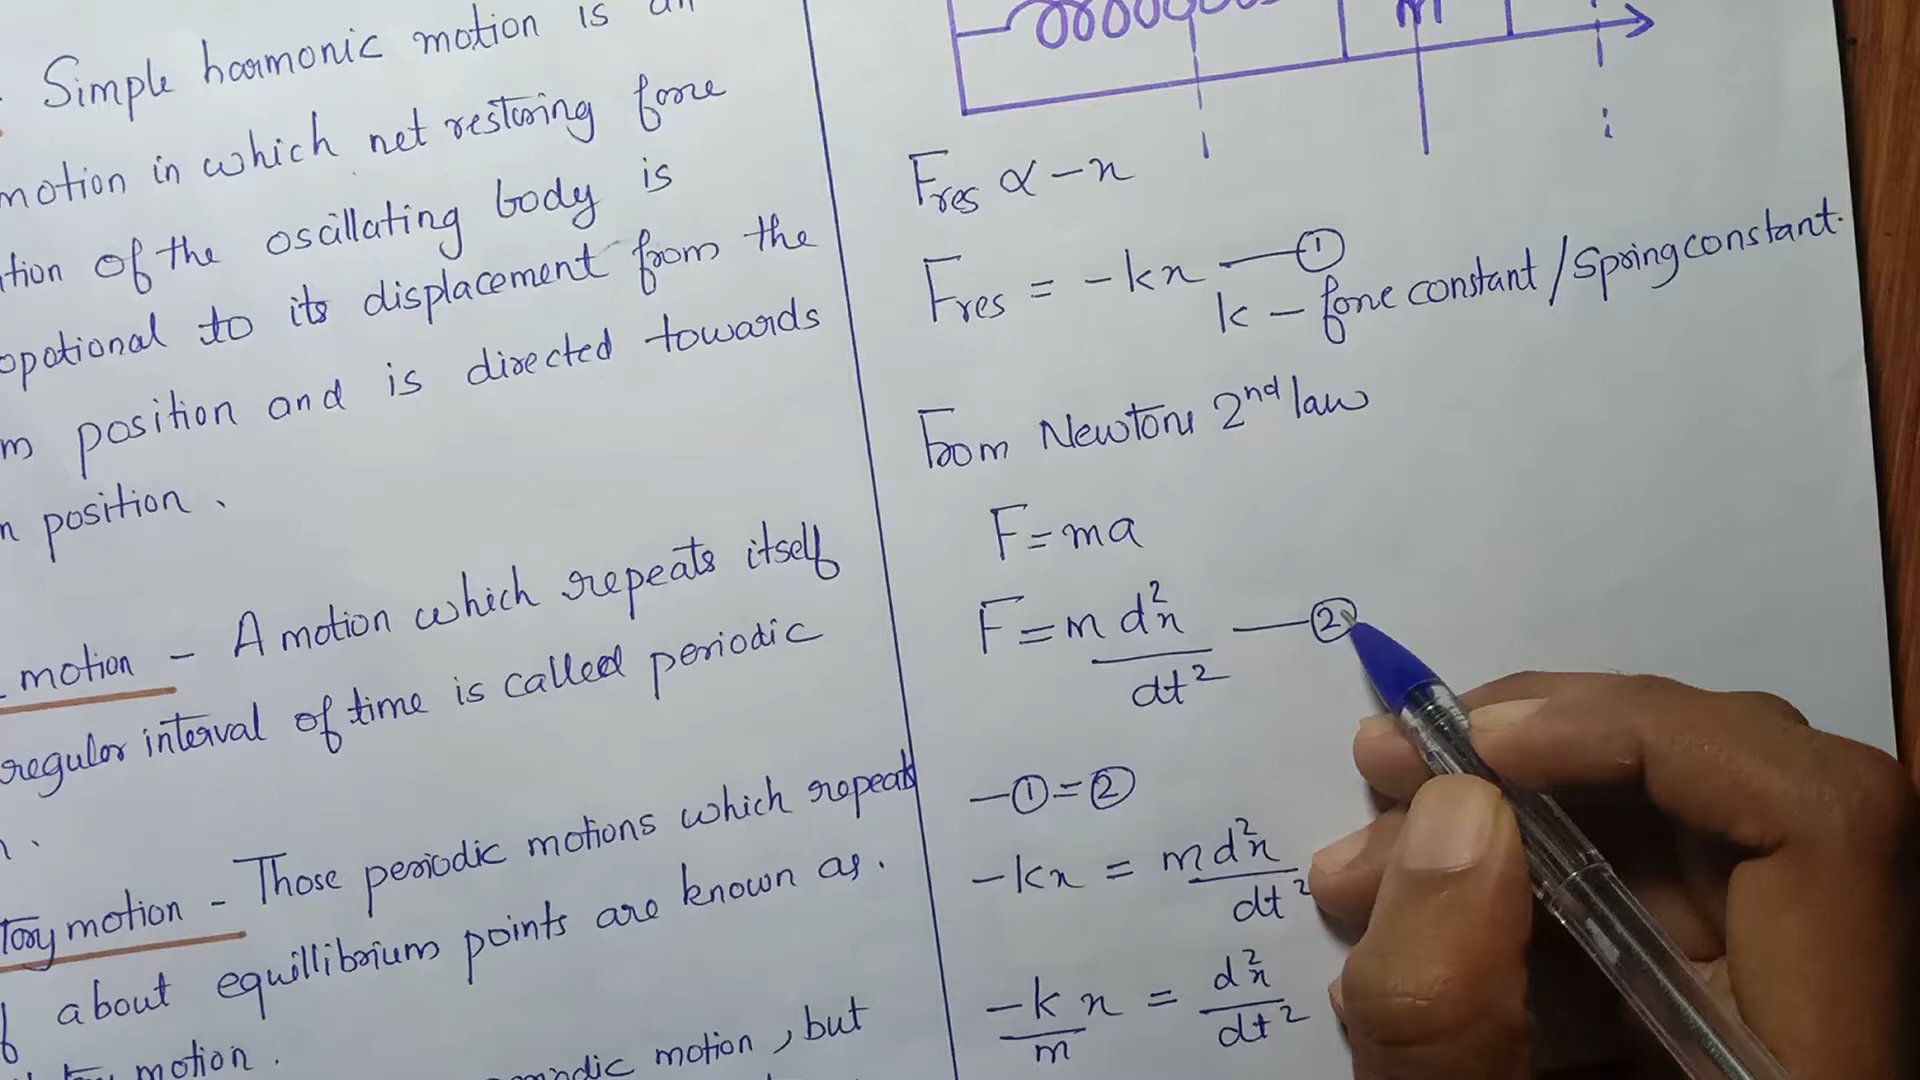 Simple harmonic motion is an
motion in which net restoring force
tion of the oscillating body is
opotional to its displacement from the
m position and is directed towards
n position.
motion - A motion which repeats itself
regular interval of time is called periodic
n.
tory motion - Those periodic motions which repeats
f about equillibrium points are known as.
motion.
motion, but
m
Fres α -x
Fres = -kx — ①
k - force constant / Spring constant.
From Newtons 2nd law
F = ma
F = m d²x/dt² — ②
- ① = ②
-kx = m d²x/dt²
-k/m x = d²x/dt²